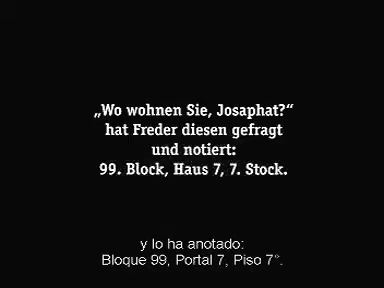 „Wo wohnen Sie, Josaphat?“
hat Freder diesen gefragt
und notiert:
99. Block, Haus 7, 7. Stock.
y lo ha anotado:
Bloque 99, Portal 7, Piso 7°.